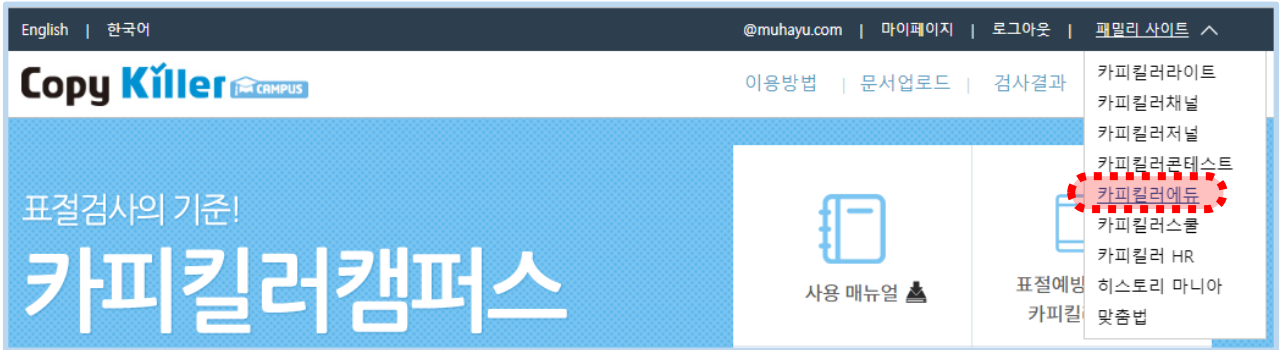 English | 한국어
@muhayu.com | 마이페이지 | 로그아웃 | 패밀리 사이트
Copy Killer CAMPUS
이용방법 | 문서업로드 | 검사결과
카피킬러라이트
카피킬러채널
카피킬러저널
카피킬러콘테스트
카피킬러에듀
카피킬러스쿨
카피킬러 HR
히스토리 마니아
맞춤법
표절검사의 기준!
카피킬러캠퍼스
사용 매뉴얼
표절예방
카피킬